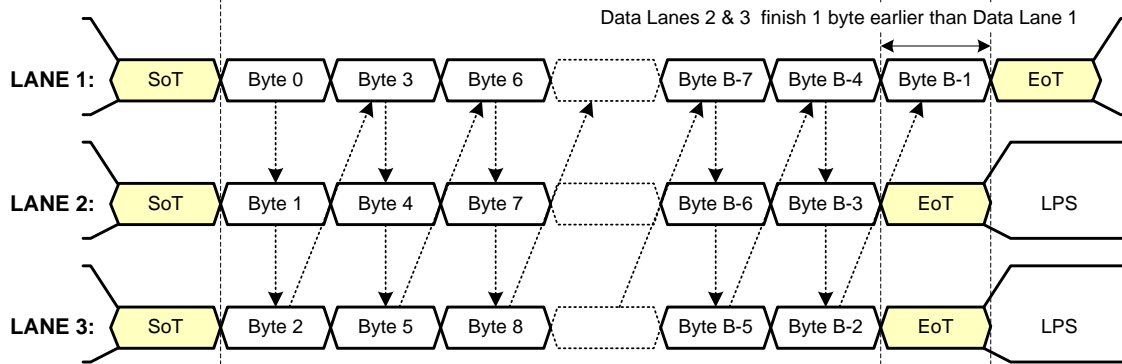 Data Lanes 2 & 3 finish 1 byte earlier than Data Lane 1
LANE 1: SoT Byte 0 Byte 3 Byte 6 Byte B-7 Byte B-4 Byte B-1 EoT
LANE 2: SoT Byte 1 Byte 4 Byte 7 Byte B-6 Byte B-3 EoT LPS
LANE 3: SoT Byte 2 Byte 5 Byte 8 Byte B-5 Byte B-2 EoT LPS